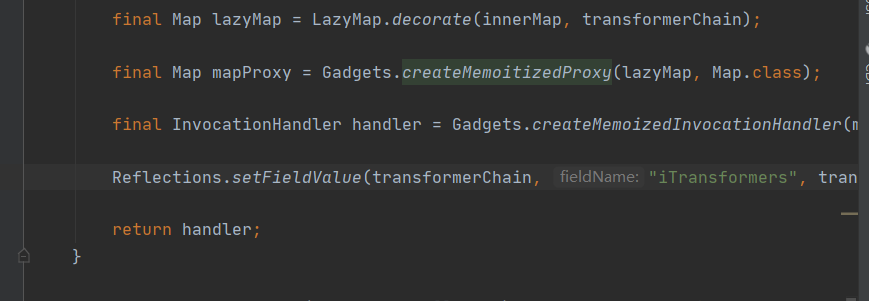 final Map lazyMap = LazyMap.decorate(innerMap, transformerChain);
final Map mapProxy = Gadgets.createMemoitizedProxy(lazyMap, Map.class);
final InvocationHandler handler = Gadgets.createMemoizedInvocationHandler(m
Reflections.setFieldValue(transformerChain, fieldName: "iTransformers", tran
return handler;
}